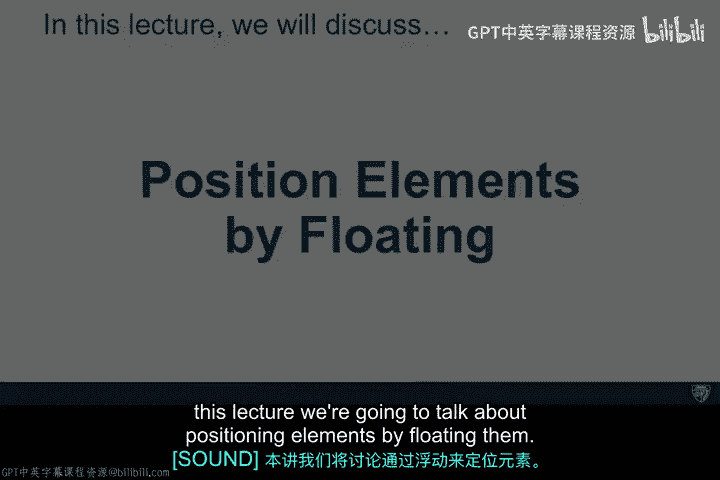 In this lecture, we will discuss…
GPT中英字幕课程资源 bilibili
Position Elements
by Floating
this lecture we're going to talk about
positioning elements by floating them.
[SOUND] 本讲我们将讨论通过浮动来定位元素。
GPT中英字幕课程资源@bilibili.com